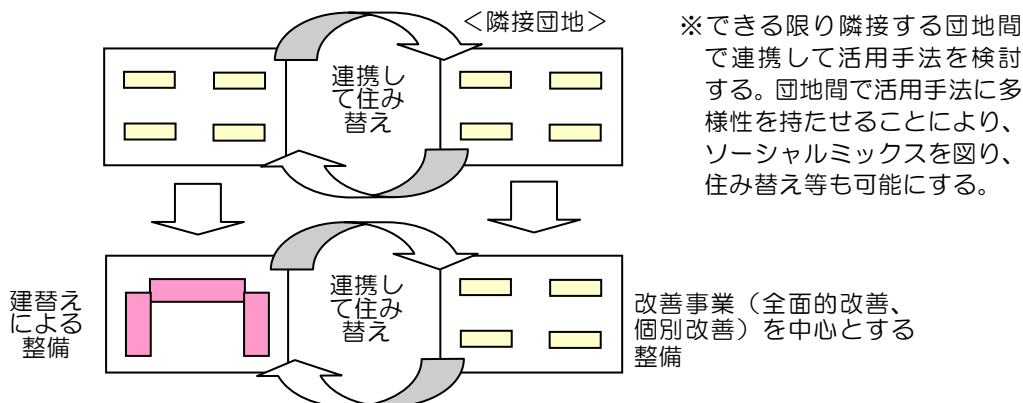 ＜隣接団地＞
連携し
て住み
替え
※できる限り隣接する団地間
で連携して活用手法を検討
する。団地間で活用手法に多
様性を持たせることにより、
ソーシャルミックスを図り、
住み替え等も可能にする。
建替え
による
整備
連携し
て住み
替え
改善事業（全面的改善、
個別改善）を中心とする
整備